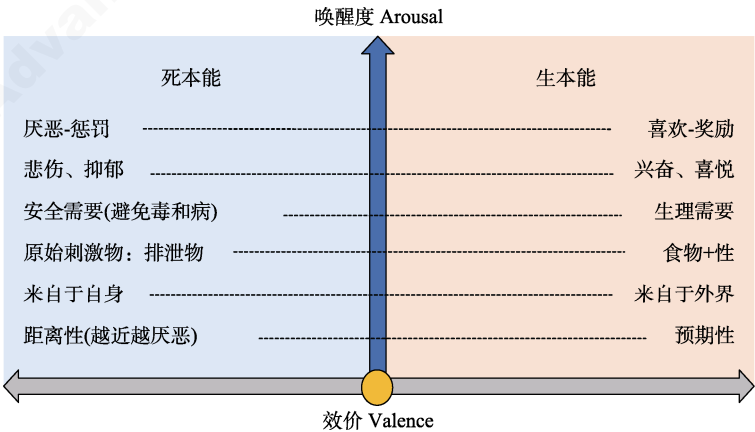 唤醒度 Arousal
死本能 生本能
厌恶-惩罚 喜欢-奖励
悲伤、抑郁 兴奋、喜悦
安全需要(避免毒和病) 生理需要
原始刺激物：排泄物 食物+性
来自于自身 来自于外界
距离性(越近越厌恶) 预期性
效价 Valence